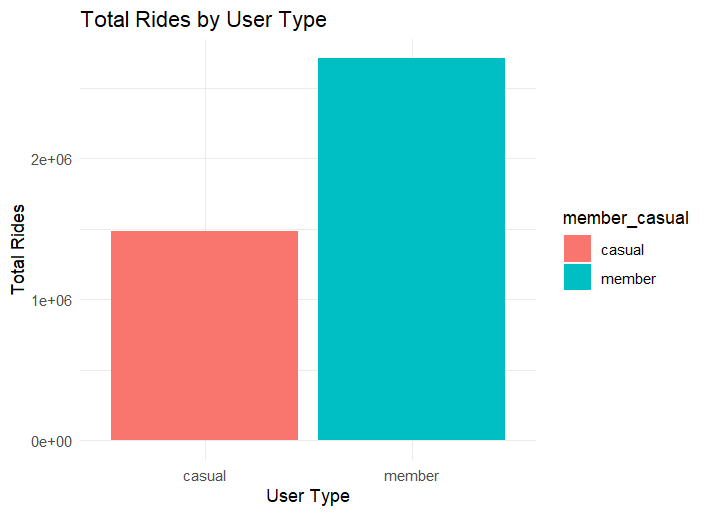 Total Rides by User Type
Total Rides
2e+06
1e+06
0e+00
casual
member
User Type
member_casual
casual
member